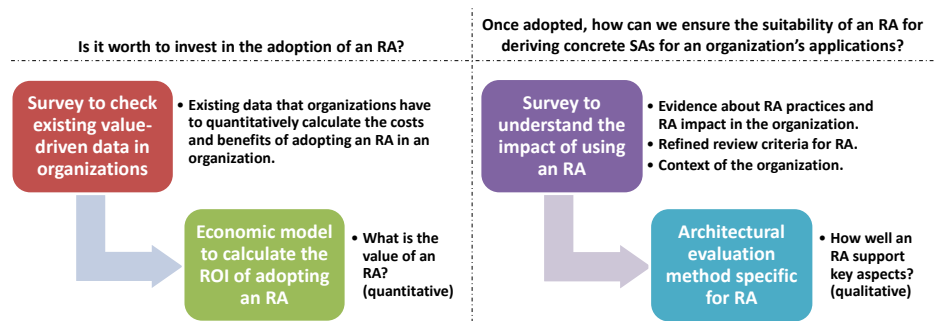 Is it worth to invest in the adoption of an RA?
Survey to check
existing value-
driven data in
organizations
• Existing data that organizations have
to quantitatively calculate the costs
and benefits of adopting an RA in an
organization.
Economic model
to calculate the
ROI of adopting
an RA
• What is the
value of an
RA?
(quantitative)
Once adopted, how can we ensure the suitability of an RA for
deriving concrete SAs for an organization’s applications?
Survey to
understand the
impact of using
an RA
• Evidence about RA practices and
RA impact in the organization.
• Refined review criteria for RA.
• Context of the organization.
Architectural
evaluation
method specific
for RA
• How well an
RA support
key aspects?
(qualitative)